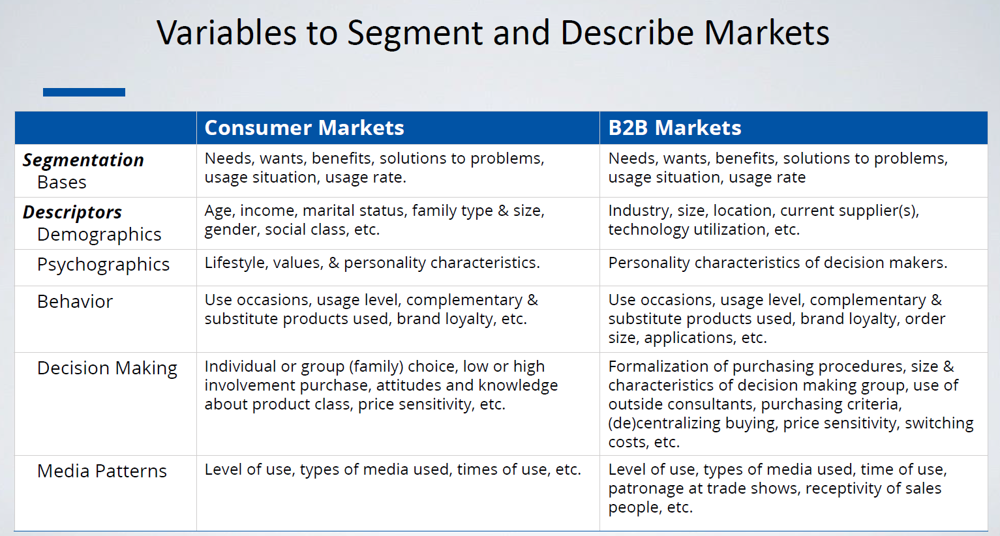 Variables to Segment and Describe Markets
Consumer Markets
B2B Markets
Segmentation
Bases
Needs, wants, benefits, solutions to problems,
usage situation, usage rate.
Needs, wants, benefits, solutions to problems,
usage situation, usage rate
Descriptors
Demographics
Age, income, marital status, family type & size,
gender, social class, etc.
Industry, size, location, current supplier(s),
technology utilization, etc.
Psychographics
Lifestyle, values, & personality characteristics.
Personality characteristics of decision makers.
Behavior
Use occasions, usage level, complementary &
substitute products used, brand loyalty, etc.
Use occasions, usage level, complementary &
substitute products used, brand loyalty, order
size, applications, etc.
Decision Making
Individual or group (family) choice, low or high
involvement purchase, attitudes and knowledge
about product class, price sensitivity, etc.
Formalization of purchasing procedures, size &
characteristics of decision making group, use of
outside consultants, purchasing criteria,
(de)centralizing buying, price sensitivity, switching
costs, etc.
Media Patterns
Level of use, types of media used, times of use, etc.
Level of use, types of media used, time of use,
patronage at trade shows, receptivity of sales
people, etc.